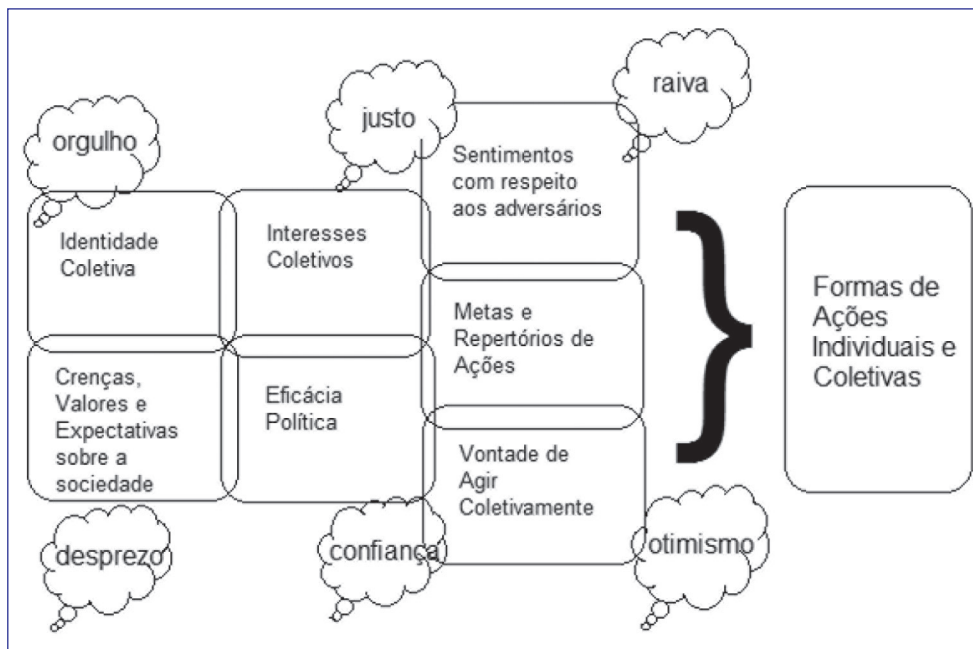 orgulho
justo
raiva
Identidade
Coletiva
Interesses
Coletivos
Sentimentos
com respeito
aos adversários
Crenças,
Valores e
Expectativas
sobre a
sociedade
Eficácia
Política
Metas e
Repertórios de
Ações
Vontade de
Agir
Coletivamente
}
Formas de
Ações
Individuais e
Coletivas
desprezo
confiança
otimismo